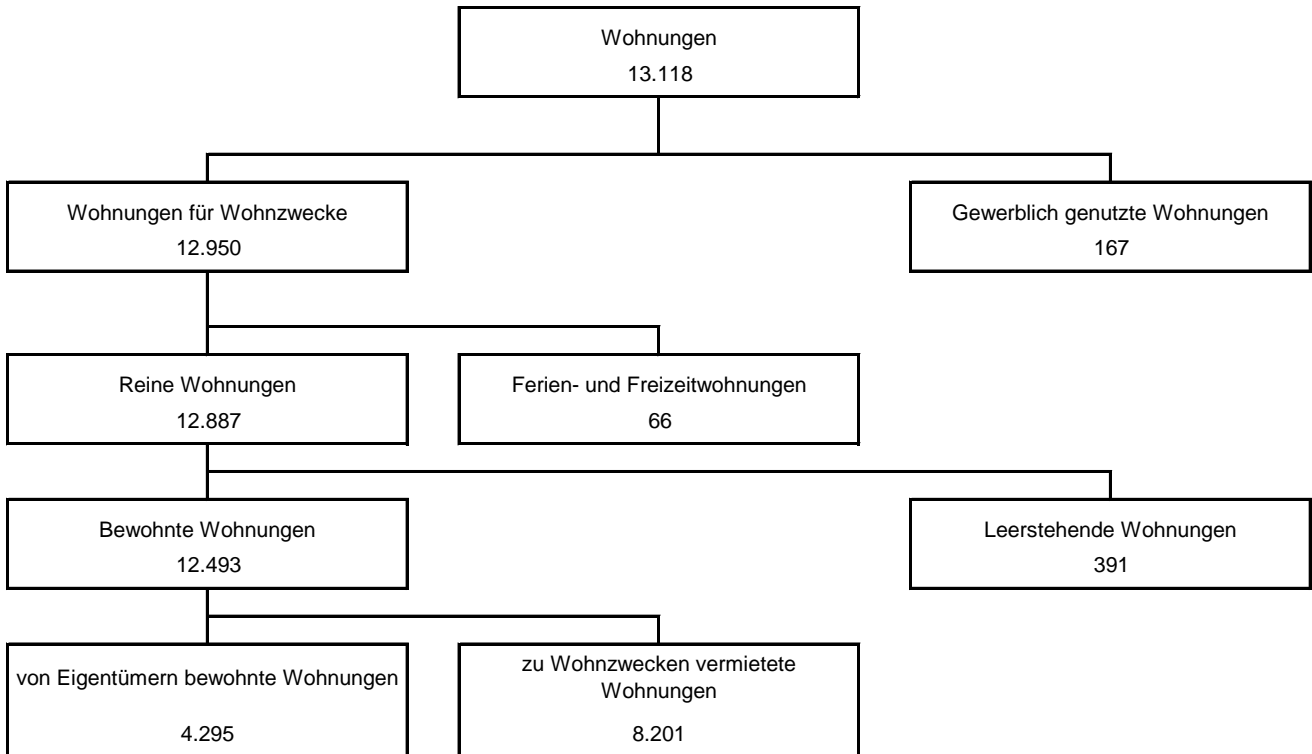 Wohnungen
13.118
Wohnungen für Wohnzwecke
12.950
Gewerblich genutzte Wohnungen
167
Reine Wohnungen
12.887
Ferien- und Freizeitwohnungen
66
Bewohnte Wohnungen
12.493
Leerstehende Wohnungen
391
von Eigentümern bewohnte Wohnungen
4.295
zu Wohnzwecken vermietete
Wohnungen
8.201